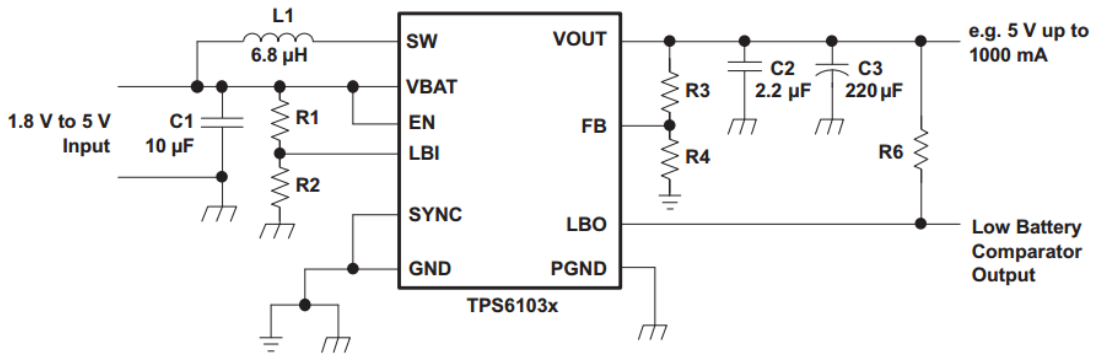 L1
6.8 µH
SW
VBAT
EN
LBI
SYNC
GND
VOUT
FB
LBO
PGND
TPS6103x
1.8 V to 5 V
Input
C1
10 µF
R1
R2
R3
R4
C2
2.2 µF
C3
220 µF
R6
e.g. 5 V up to
1000 mA
Low Battery
Comparator
Output